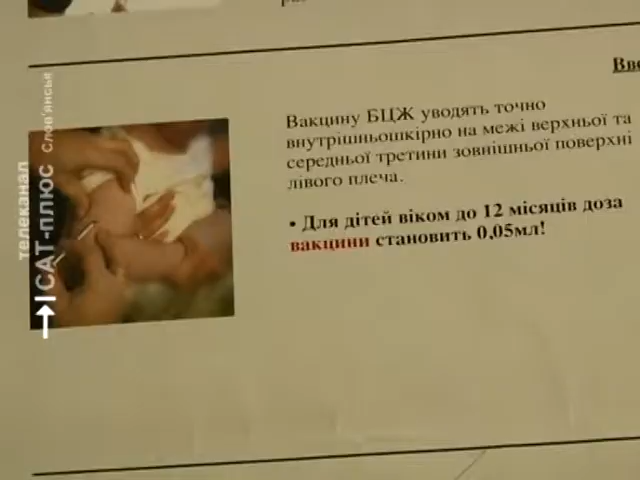 Вве
Вакцину БЦЖ уводять точно
внутрішньошкірно на межі верхньої та
середньої третини зовнішньої поверхні
лівого плеча.
• Для дітей віком до 12 місяців доза
вакцини становить 0,05мл!
телеканал
САТ-ПЛЮС Слов'янськ